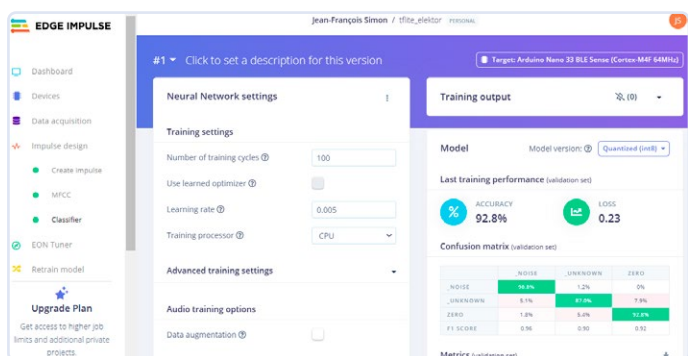 EDGE IMPULSE
Jean-François Simon / tflite_elektor PERSONAL
JS
Dashboard
Devices
Data acquisition
Impulse design
Create impulse
MFCC
Classifier
EON Tuner
Retrain model
Upgrade Plan
Get access to higher job
limits and additional private
projects.
#1 Click to set a description for this version
Target: Arduino Nano 33 BLE Sense (Cortex-M4F 64MHz)
Neural Network settings
Training settings
Number of training cycles ? 100
Use learned optimizer ?
Learning rate ? 0.005
Training processor ? CPU
Advanced training settings
Audio training options
Data augmentation ?
Training output (0)
Model Model version: ? Quantized (int8)
Last training performance (validation set)
% ACCURACY
92.8%
LOSS
0.23
Confusion matrix (validation set)
_NOISE _UNKNOWN ZERO
_NOISE 98.8% 1.2% 0%
_UNKNOWN 5.1% 87.0% 7.9%
ZERO 1.8% 5.4% 92.8%
F1 SCORE 0.96 0.90 0.92
Metrics (validation set)